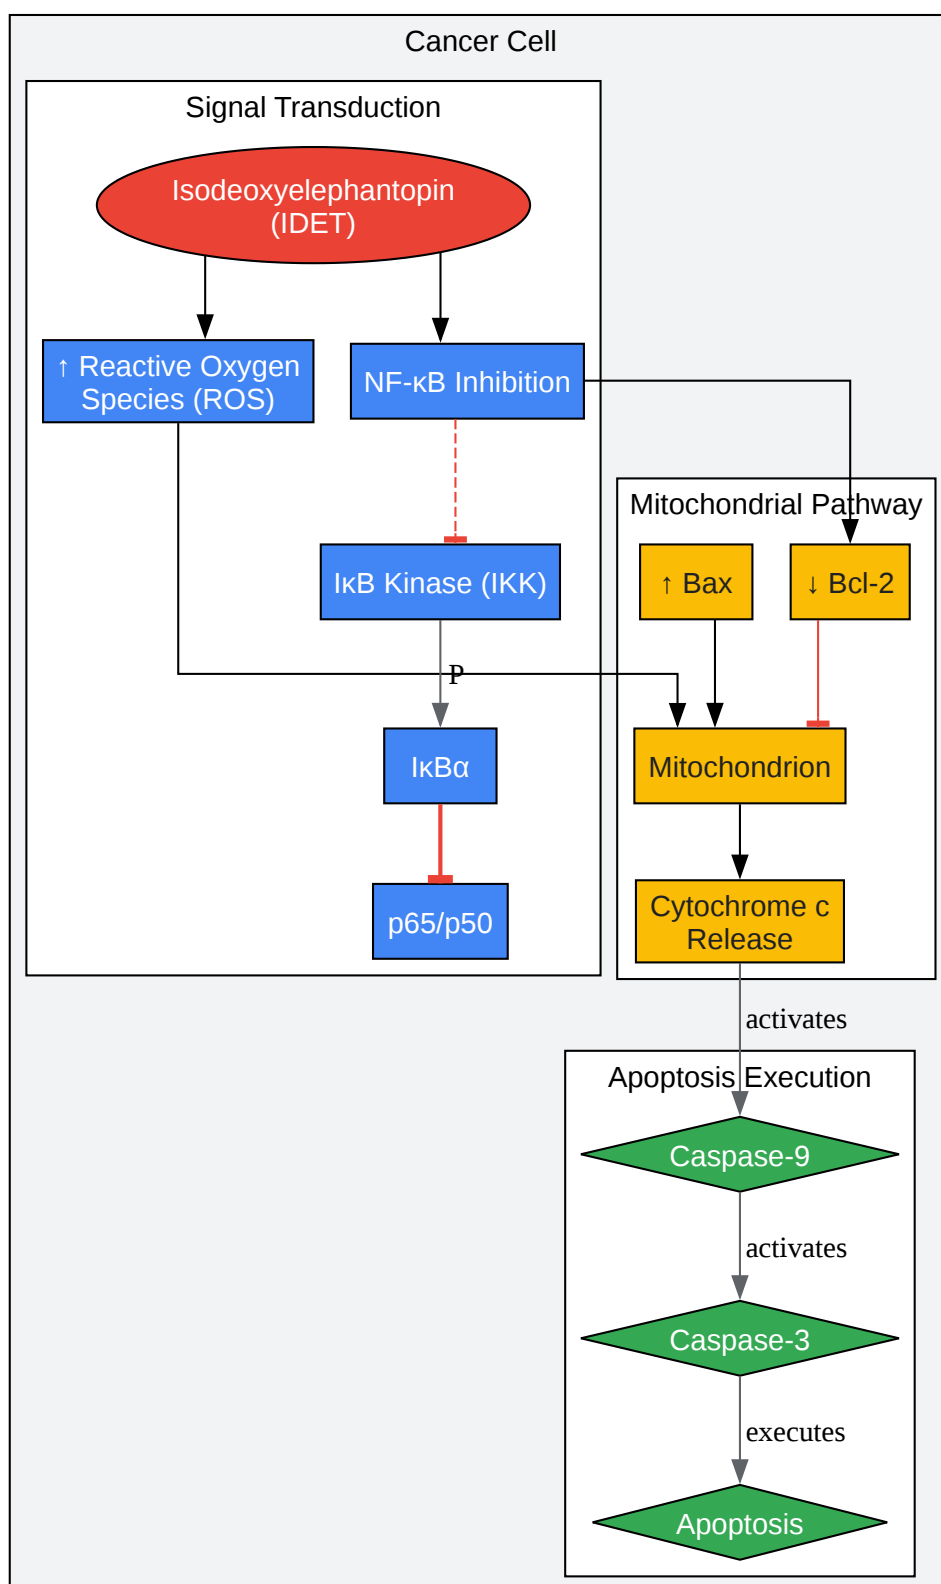 Cancer Cell
Signal Transduction
Isodeoxyelephantopin
(IDET)
↑ Reactive Oxygen
Species (ROS)
NF-κB Inhibition
Mitochondrial Pathway
IκB Kinase (IKK)
↑ Bax
↓ Bcl-2
P
IκBα
Mitochondrion
p65/p50
Cytochrome c
Release
activates
Apoptosis Execution
Caspase-9
activates
Caspase-3
executes
Apoptosis